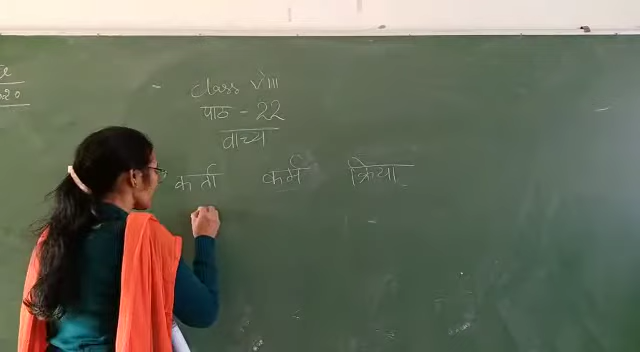 Class VIII
पाठ - 22
वाच्य
कर्ता कर्म क्रिया